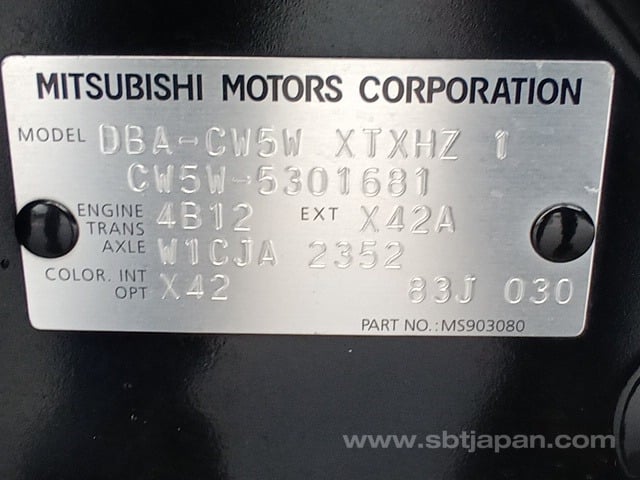 MITSUBISHI MOTORS CORPORATION
MODEL DBA-CW5W XTXHZ 1
CW5W-5301681
ENGINE 4B12 EXT X42A
TRANS AXLE W1CJA 2352
COLOR. INT OPT X42 83J 030
PART NO.:MS903080
www.sbtjapan.com